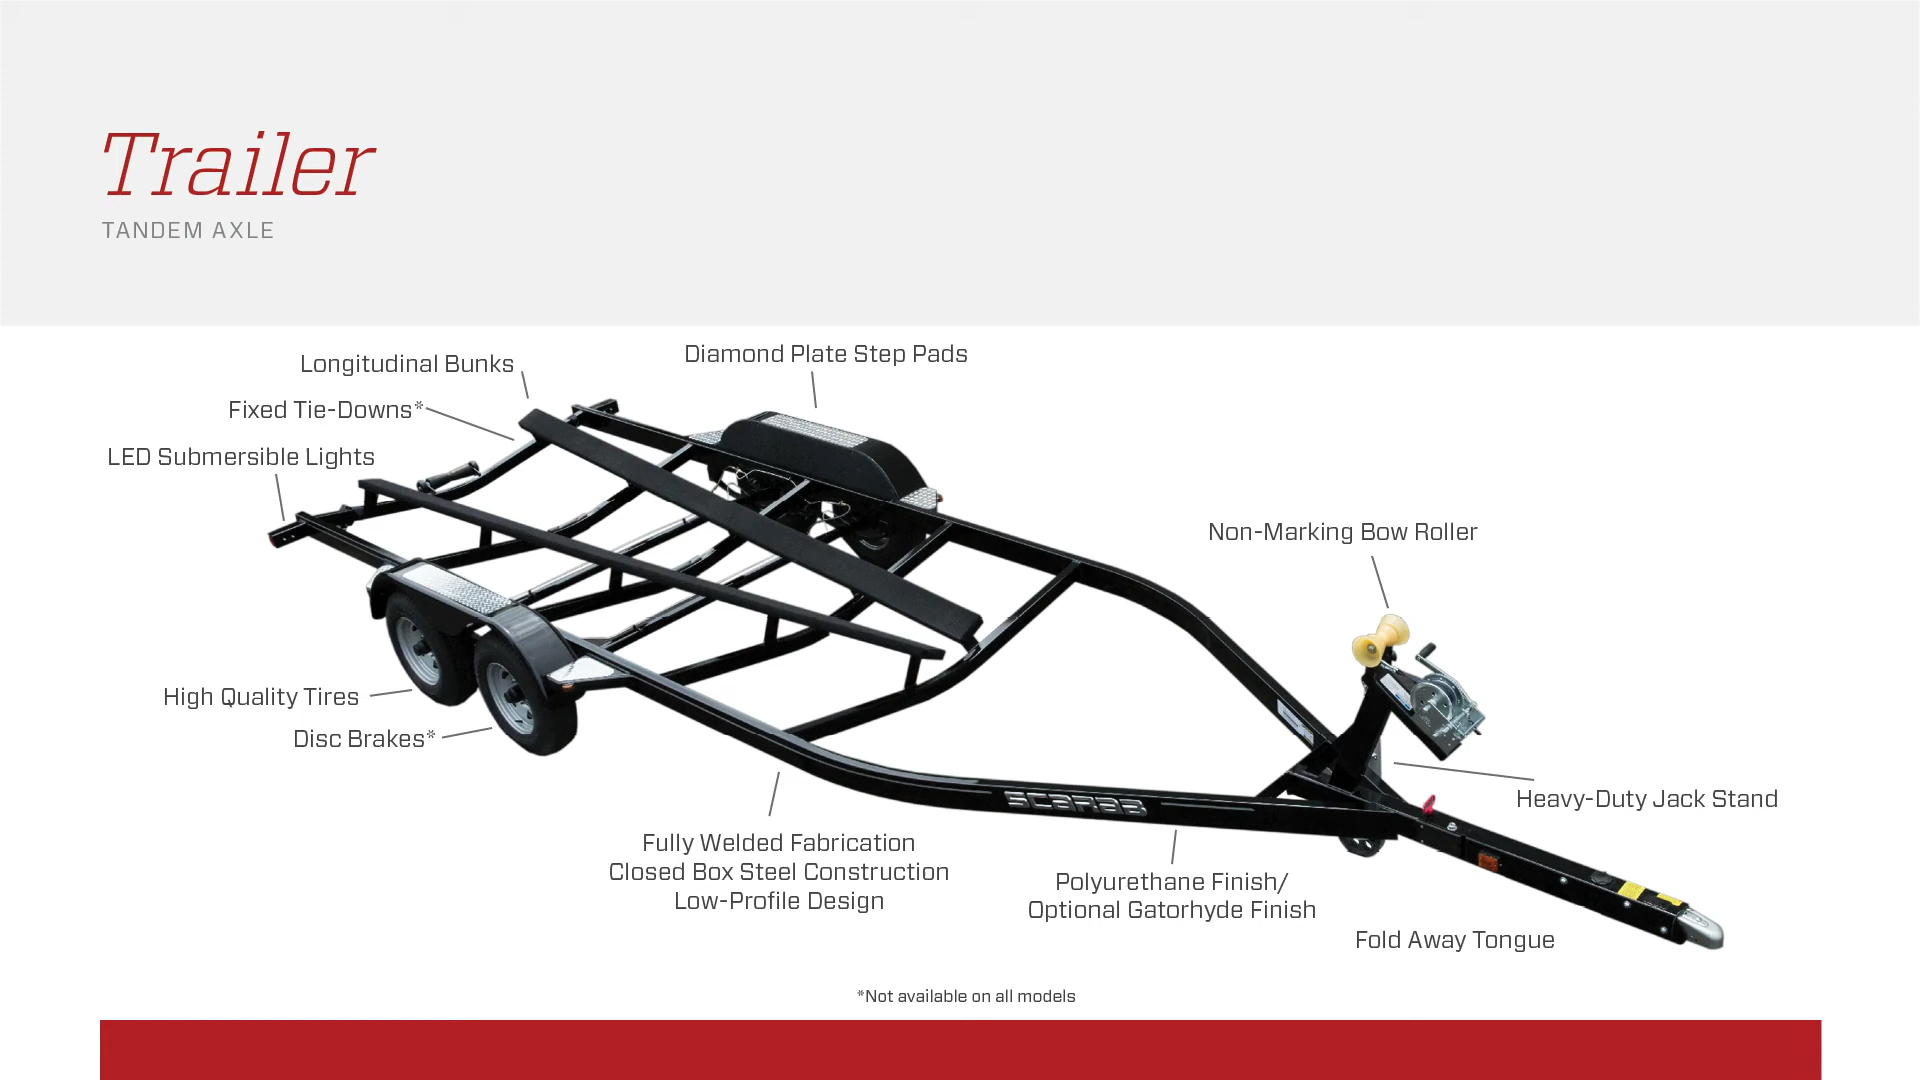 Trailer
TANDEM AXLE
Longitudinal Bunks
Diamond Plate Step Pads
Fixed Tie-Downs*
LED Submersible Lights
Non-Marking Bow Roller
High Quality Tires
Disc Brakes*
Heavy-Duty Jack Stand
SCARAB
Fully Welded Fabrication
Closed Box Steel Construction
Low-Profile Design
Polyurethane Finish/
Optional Gatorhyde Finish
Fold Away Tongue
*Not available on all models